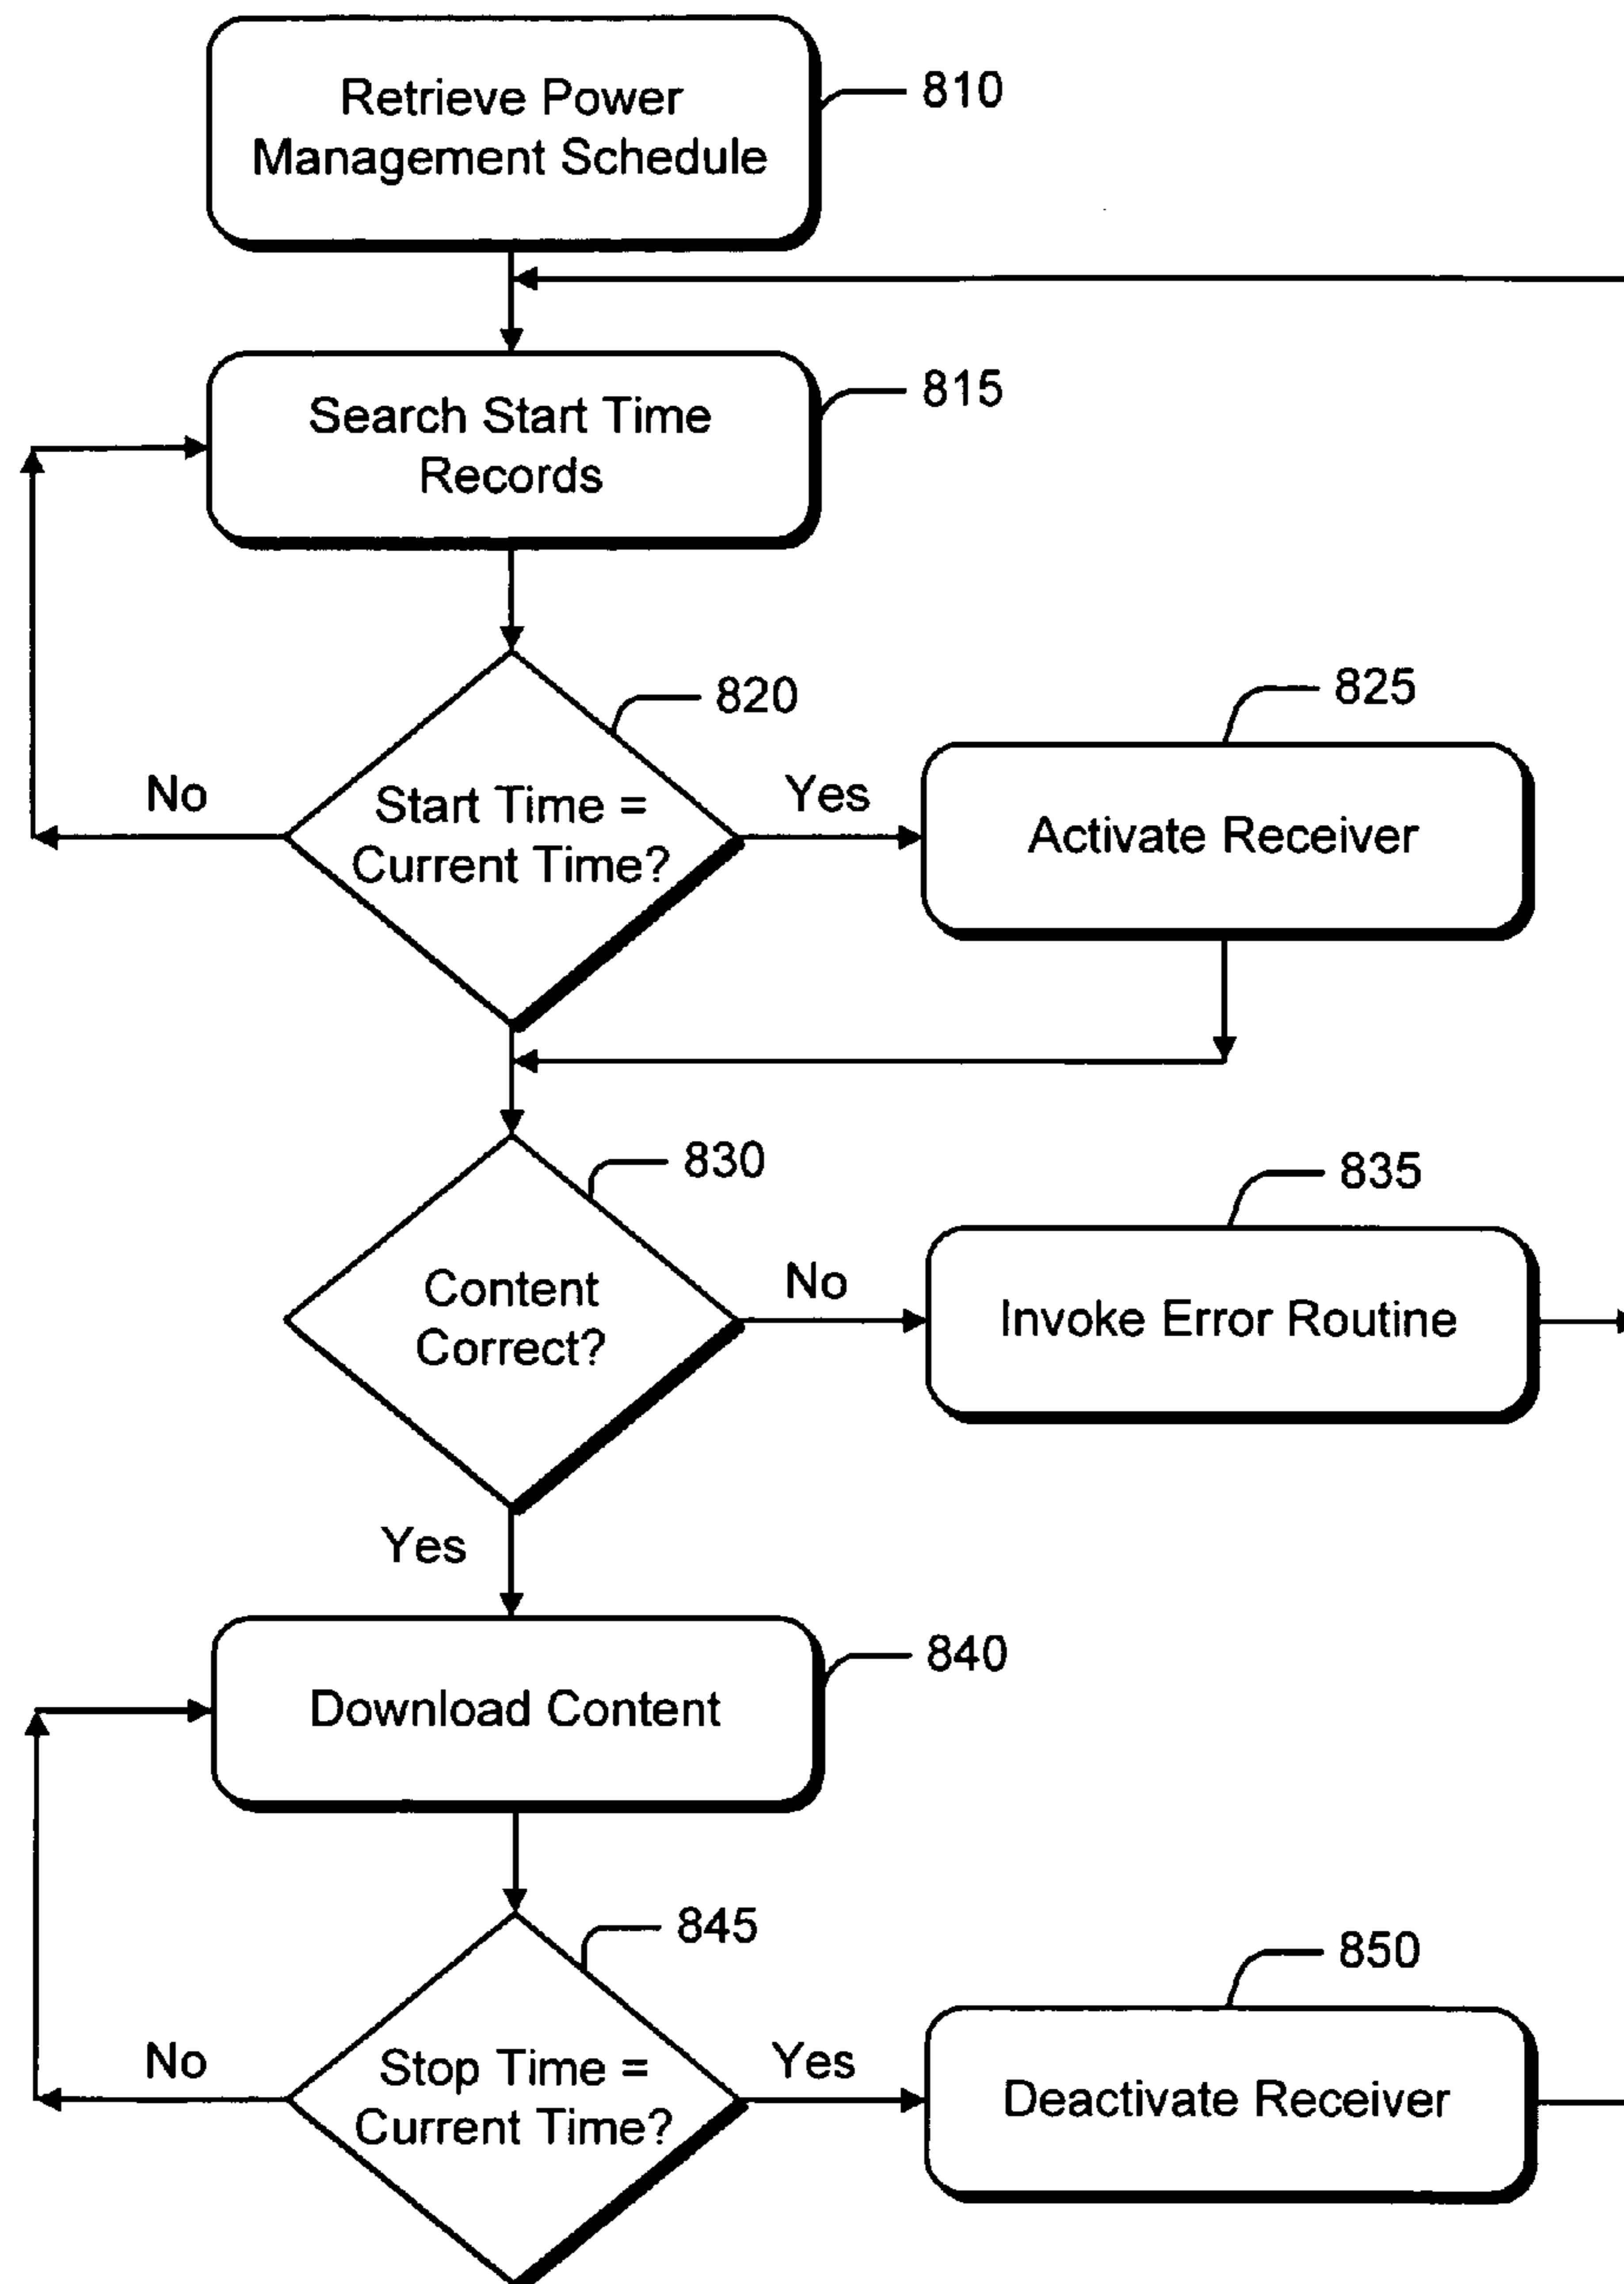 Retrieve Power
Management Schedule
810
Search Start Time
Records
815
820
Start Time =
Current Time?
No
Yes
825
Activate Receiver
830
Content
Correct?
No
835
Invoke Error Routine
Yes
840
Download Content
845
Stop Time =
Current Time?
No
Yes
850
Deactivate Receiver